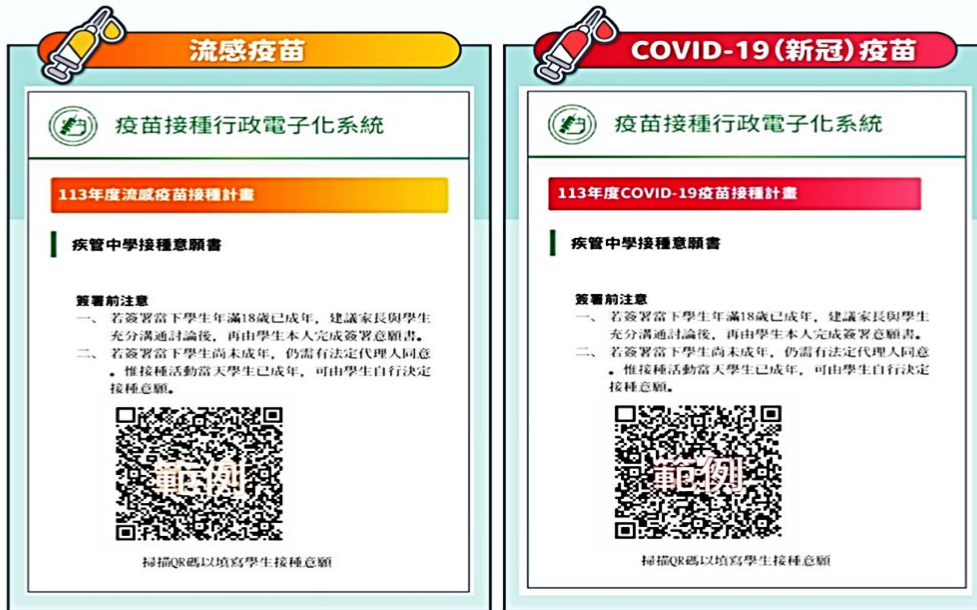 流感疫苗
疫苗接種行政電子化系統
113年度流感疫苗接種計畫
疾管中學接種意願書
簽署前注意
一、 若簽署當下學生年滿18歲已成年，建議家長與學生
充分溝通討論後，再由學生本人完成簽署意願書。
二、 若簽署當下學生尚未成年，仍需有法定代理人同意
。惟接種活動當天學生已成年，可由學生自行決定
接種意願。
範例
掃描QR碼以填寫學生接種意願
COVID-19(新冠)疫苗
疫苗接種行政電子化系統
113年度COVID-19疫苗接種計畫
疾管中學接種意願書
簽署前注意
一、 若簽署當下學生年滿18歲已成年，建議家長與學生
充分溝通討論後，再由學生本人完成簽署意願書。
二、 若簽署當下學生尚未成年，仍需有法定代理人同意
。惟接種活動當天學生已成年，可由學生自行決定
接種意願。
範例
掃描QR碼以填寫學生接種意願